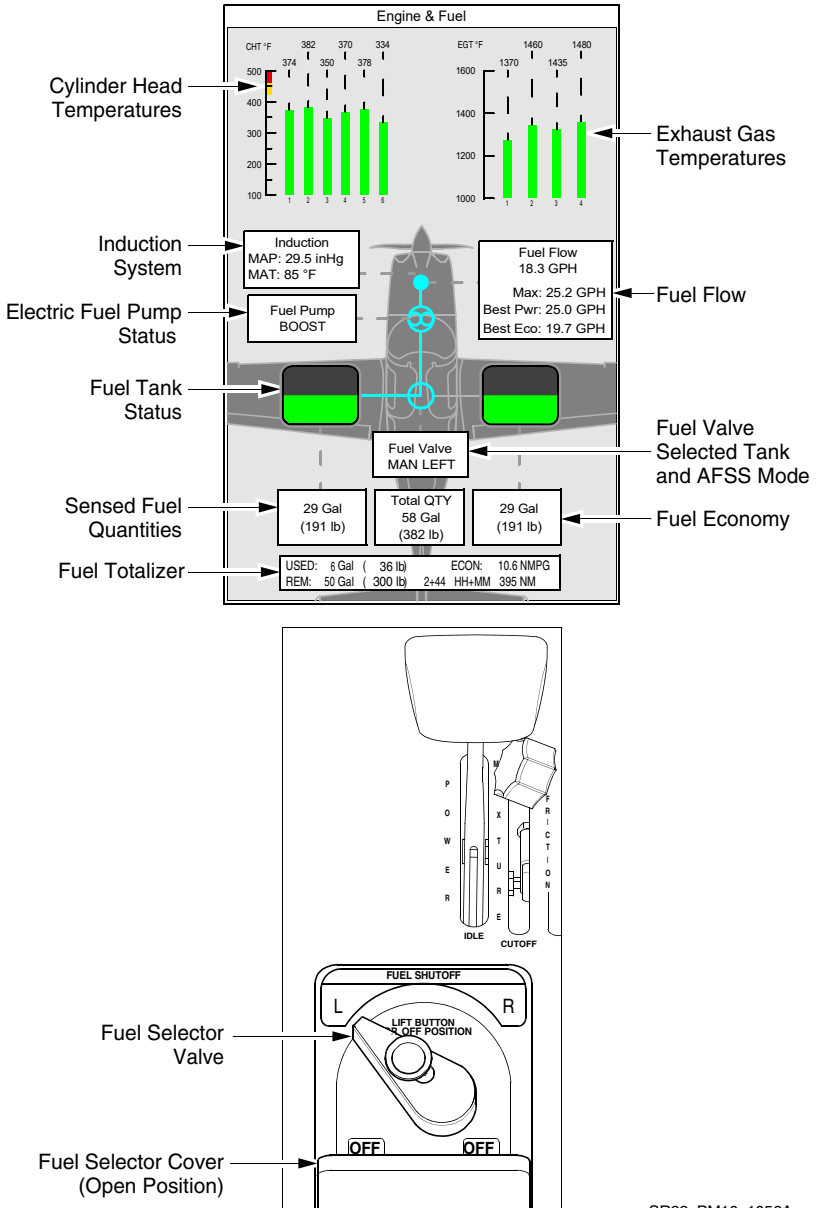 Engine & Fuel
CHT °F
374
382
350
370
378
334
500
400
300
200
100
1
2
3
4
5
6
EGT °F
1370
1460
1435
1480
1600
1400
1200
1000
1
2
3
4
Cylinder Head
Temperatures
Exhaust Gas
Temperatures
Induction
System
Induction
MAP: 29.5 inHg
MAT: 85 °F
Fuel Flow
18.3 GPH
Max: 25.2 GPH
Best Pwr: 25.0 GPH
Best Eco: 19.7 GPH
Fuel Flow
Electric Fuel Pump
Status
Fuel Pump
BOOST
Fuel Tank
Status
Fuel Valve
MAN LEFT
Fuel Valve
Selected Tank
and AFSS Mode
Sensed Fuel
Quantities
29 Gal
(191 lb)
Total QTY
58 Gal
(382 lb)
29 Gal
(191 lb)
Fuel Economy
Fuel Totalizer
USED: 6 Gal ( 36 lb) ECON: 10.6 NMPG
REM: 50 Gal ( 300 lb) 2+44 HH+MM 395 NM
POWER
IDLE
M XTURE
CUTOFF
FRICTION
FUEL SHUTOFF
L
R
LIFT BUTTON
OFF POSITION
Fuel Selector
Valve
OFF
OFF
Fuel Selector Cover
(Open Position)